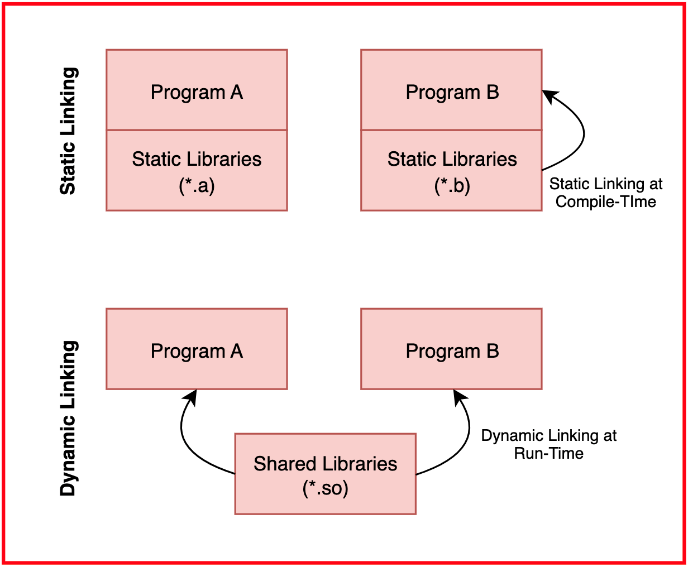 Static Linking
Program A
Static Libraries
(*.a)
Program B
Static Libraries
(*.b)
Static Linking at
Compile-TIme
Dynamic Linking
Program A
Program B
Shared Libraries
(*.so)
Dynamic Linking at
Run-Time